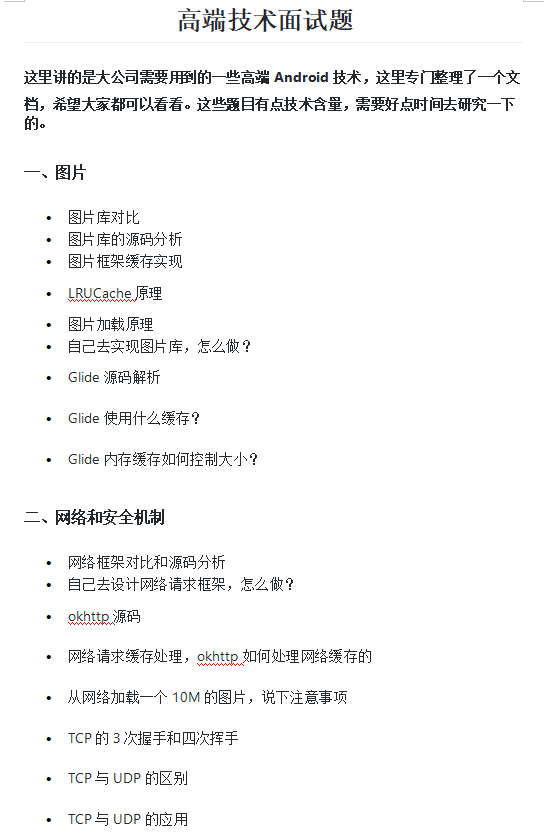 高端技术面试题
这里讲的是大公司需要用到的一些高端 Android 技术，这里专门整理了一个文
档，希望大家都可以看看。这些题目有点技术含量，需要好点时间去研究一下
的。
一、图片
• 图片库对比
• 图片库的源码分析
• 图片框架缓存实现
• LRUCache 原理
• 图片加载原理
• 自己去实现图片库，怎么做？
• Glide 源码解析
• Glide 使用什么缓存？
• Glide 内存缓存如何控制大小？
二、网络和安全机制
• 网络框架对比和源码分析
• 自己去设计网络请求框架，怎么做？
• okhttp 源码
• 网络请求缓存处理，okhttp 如何处理网络缓存的
• 从网络加载一个 10M 的图片，说下注意事项
• TCP 的 3 次握手和四次挥手
• TCP 与 UDP 的区别
• TCP 与 UDP 的应用